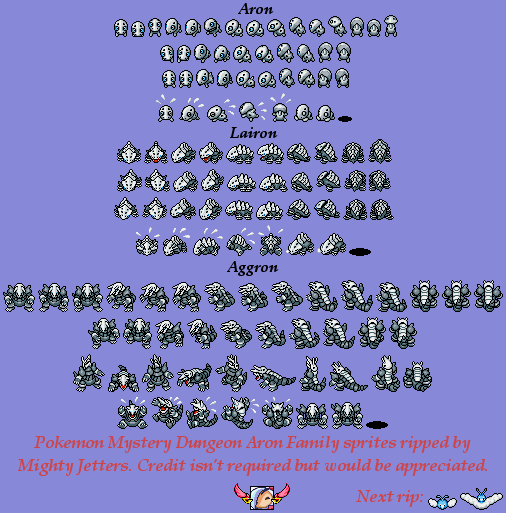 Aron
Lairon
Aggron
Pokemon Mystery Dungeon Aron Family sprites ripped by
Mighty Jetters. Credit isn't required but would be appreciated.
Next rip: